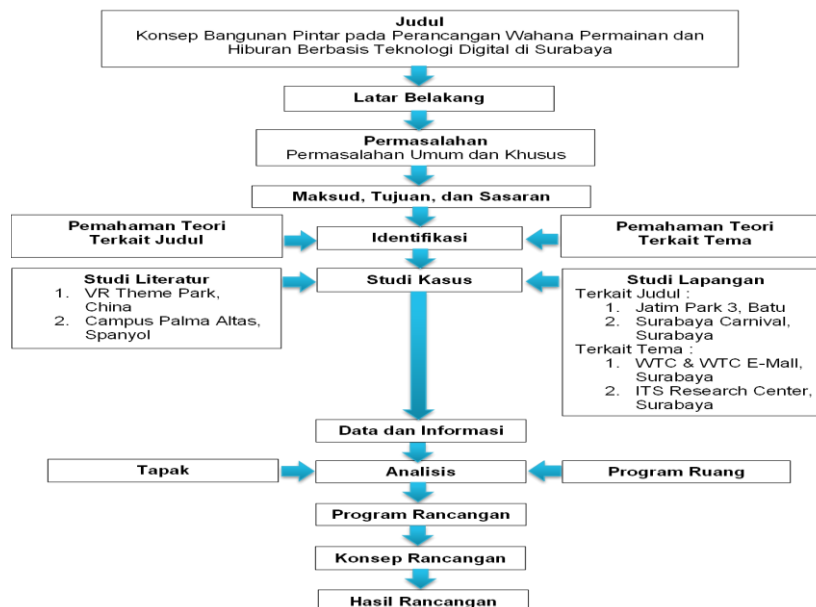 Judul
Konsep Bangunan Pintar pada Perancangan Wahana Permainan dan
Hiburan Berbasis Teknologi Digital di Surabaya
Latar Belakang
Permasalahan
Permasalahan Umum dan Khusus
Maksud, Tujuan, dan Sasaran
Pemahaman Teori
Terkait Judul
Identifikasi
Pemahaman Teori
Terkait Tema
Studi Literatur
1. VR Theme Park,
China
2. Campus Palma Altas,
Spanyol
Studi Kasus
Studi Lapangan
Terkait Judul :
1. Jatim Park 3, Batu
2. Surabaya Carnival,
Surabaya
Terkait Tema :
1. WTC & WTC E-Mall,
Surabaya
2. ITS Research Center,
Surabaya
Data dan Informasi
Tapak
Analisis
Program Ruang
Program Rancangan
Konsep Rancangan
Hasil Rancangan